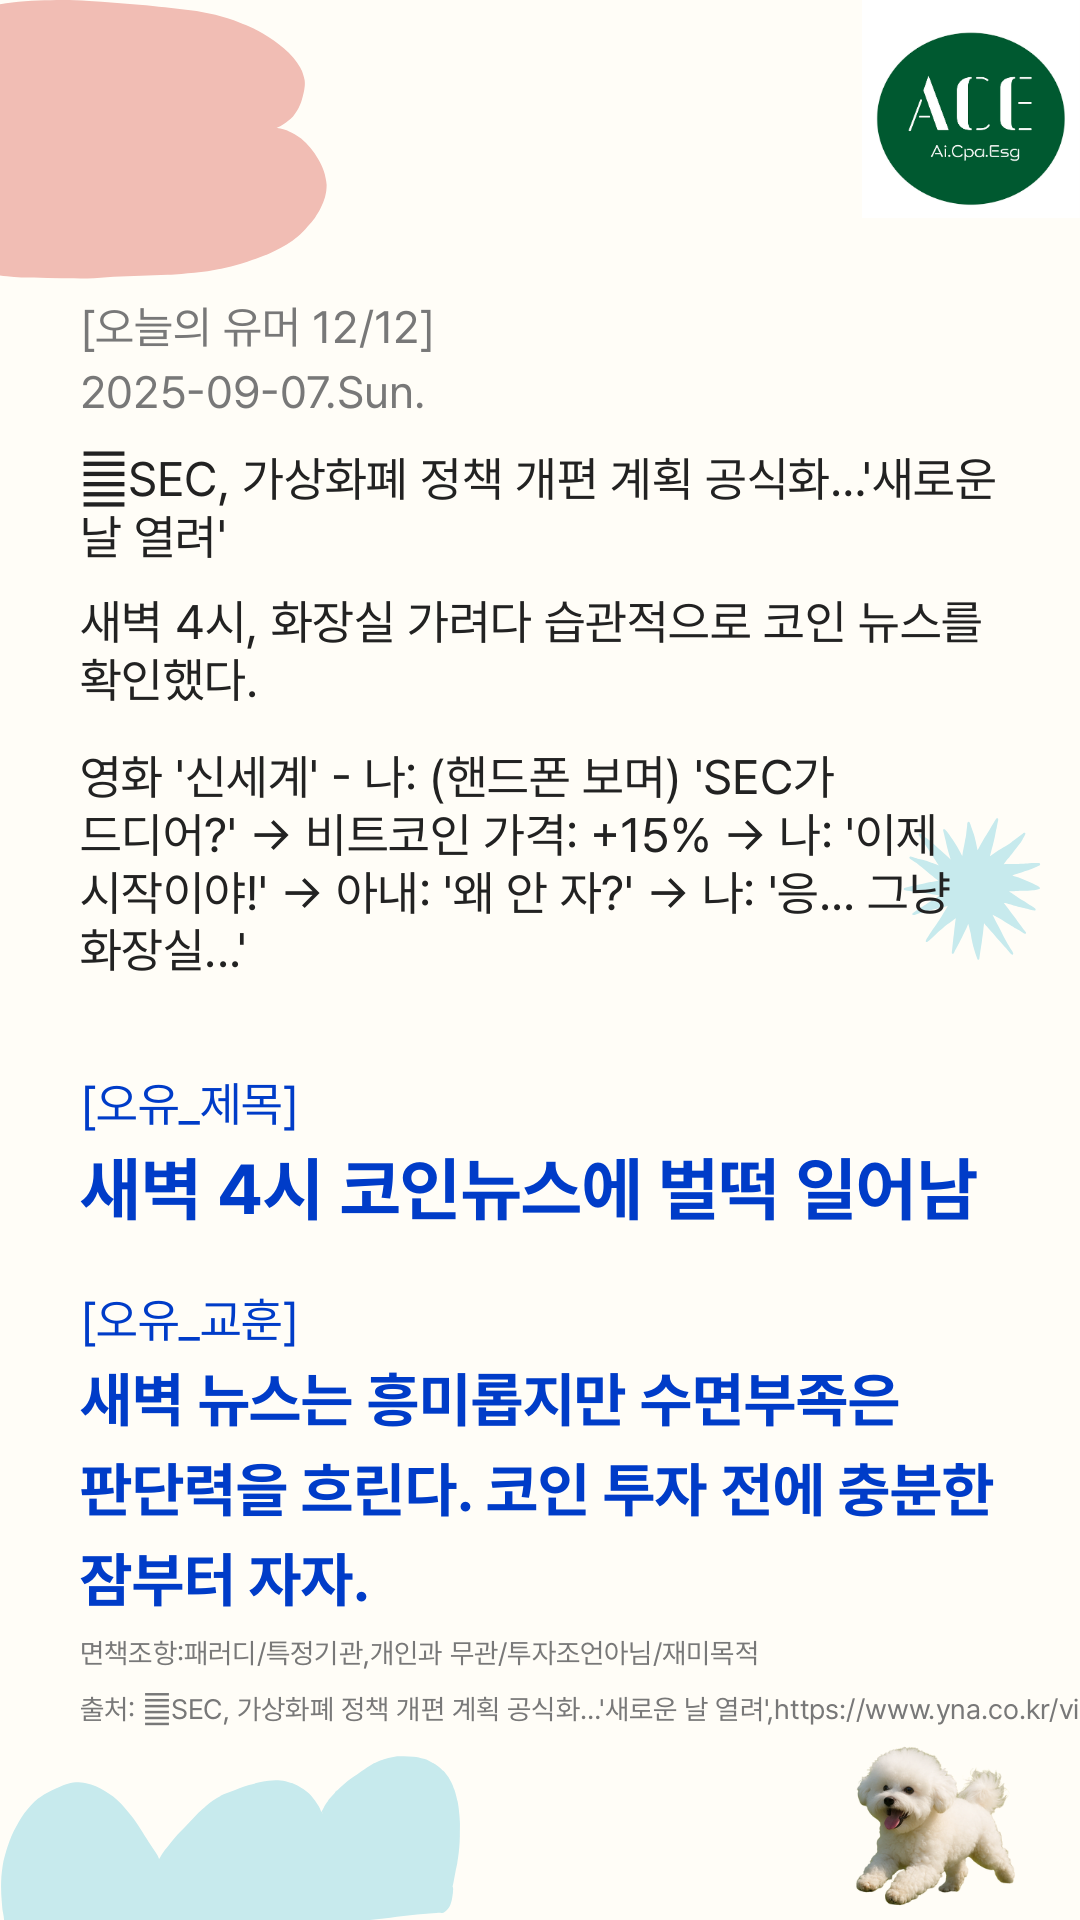 ACE
Ai.Cpa.Esg
[오늘의 유머 12/12]
2025-09-07.Sun.
䷁SEC, 가상화폐 정책 개편 계획 공식화...'새로운
날 열려'
새벽 4시, 화장실 가려다 습관적으로 코인 뉴스를
확인했다.
영화 '신세계' - 나: (핸드폰 보며) 'SEC가
드디어?' → 비트코인 가격: +15% → 나: '이제
시작이야!' → 아내: '왜 안 자?' → 나: '응... 그냥
화장실...'
[오유_제목]
새벽 4시 코인뉴스에 벌떡 일어남
[오유_교훈]
새벽 뉴스는 흥미롭지만 수면부족은
판단력을 흐린다. 코인 투자 전에 충분한
잠부터 자자.
면책조항:패러디/특정기관,개인과 무관/투자조언아님/재미목적
출처: ䷁SEC, 가상화폐 정책 개편 계획 공식화...'새로운 날 열려',https://www.yna.co.kr/vi